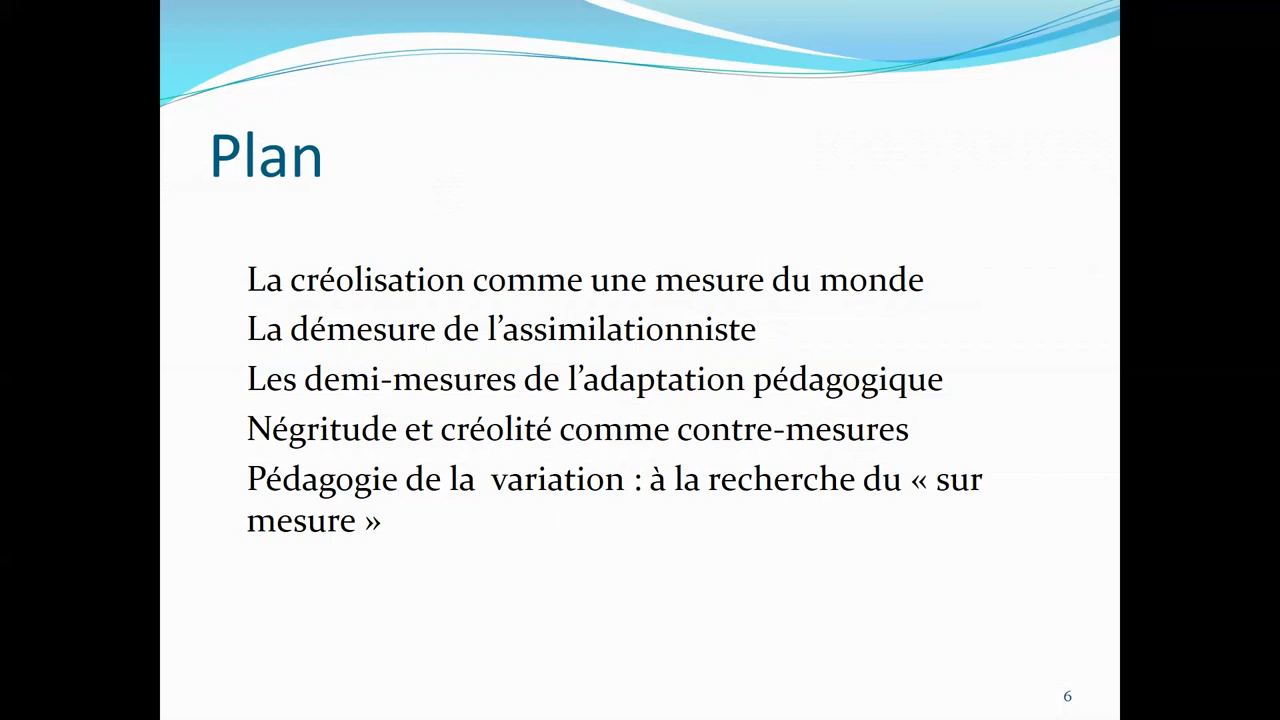 Plan
La créolisation comme une mesure du monde
La démesure de l’assimilationniste
Les demi-mesures de l’adaptation pédagogique
Négritude et créolité comme contre-mesures
Pédagogie de la  variation : à la recherche du « sur
mesure »
6